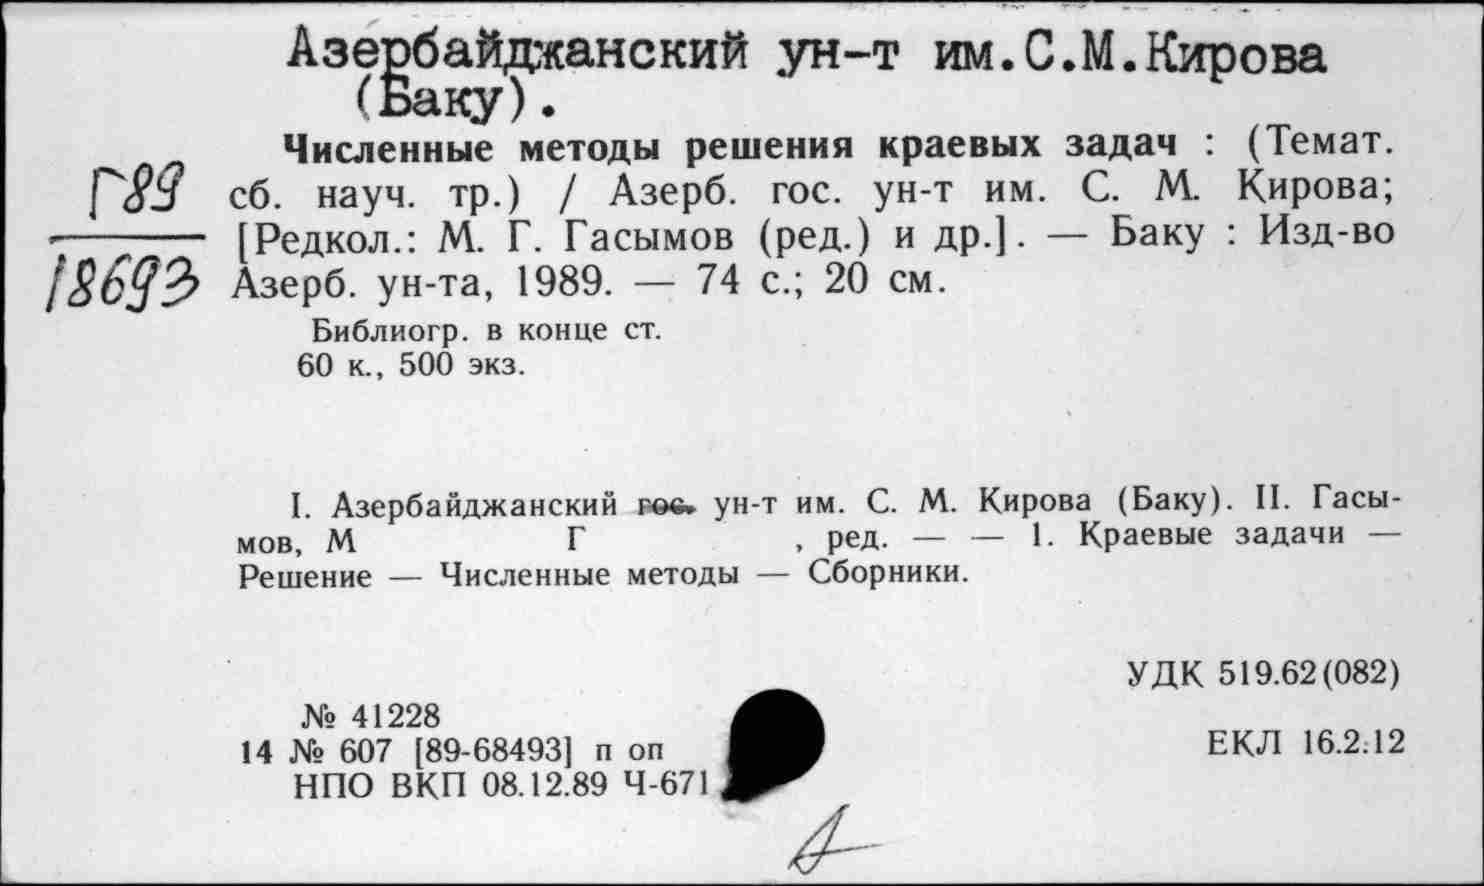 Азербайджанский ун-т им.С.М.Кирова
(Баку).
Г89
18693
Численные методы решения краевых задач : (Темат.
сб. науч. тр.) / Азерб. гос. ун-т им. С. М. Кирова;
[Редкол.: М. Г. Гасымов (ред.) и др.]. — Баку : Изд-во
Азерб. ун-та, 1989. — 74 с.; 20 см.
Библиогр. в конце ст.
60 к., 500 экз.
I. Азербайджанский гос. ун-т им. С. М. Кирова (Баку). II. Гасы-
мов, М Г , ред. — — 1. Краевые задачи —
Решение — Численные методы — Сборники.
УДК 519.62(082)
№ 41228
14 № 607 [89-68493] п оп
ЕКЛ 16.2.12
НПО ВКП 08.12.89 Ч-671